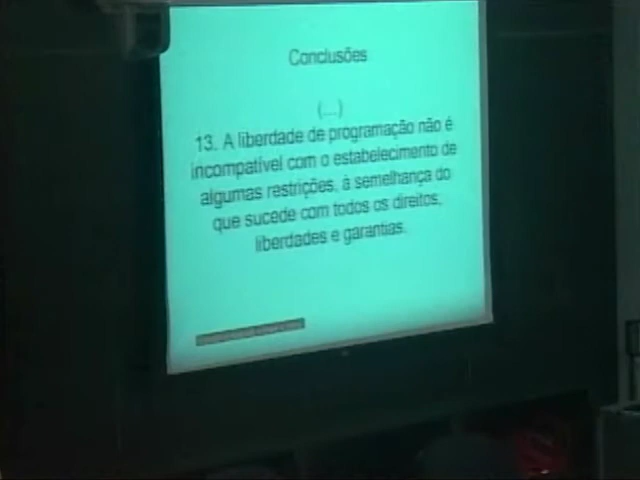 Conclusões
(...)
13. A liberdade de programação não é
incompatível com o estabelecimento de
algumas restrições, à semelhança do
que sucede com todos os direitos,
liberdades e garantias.